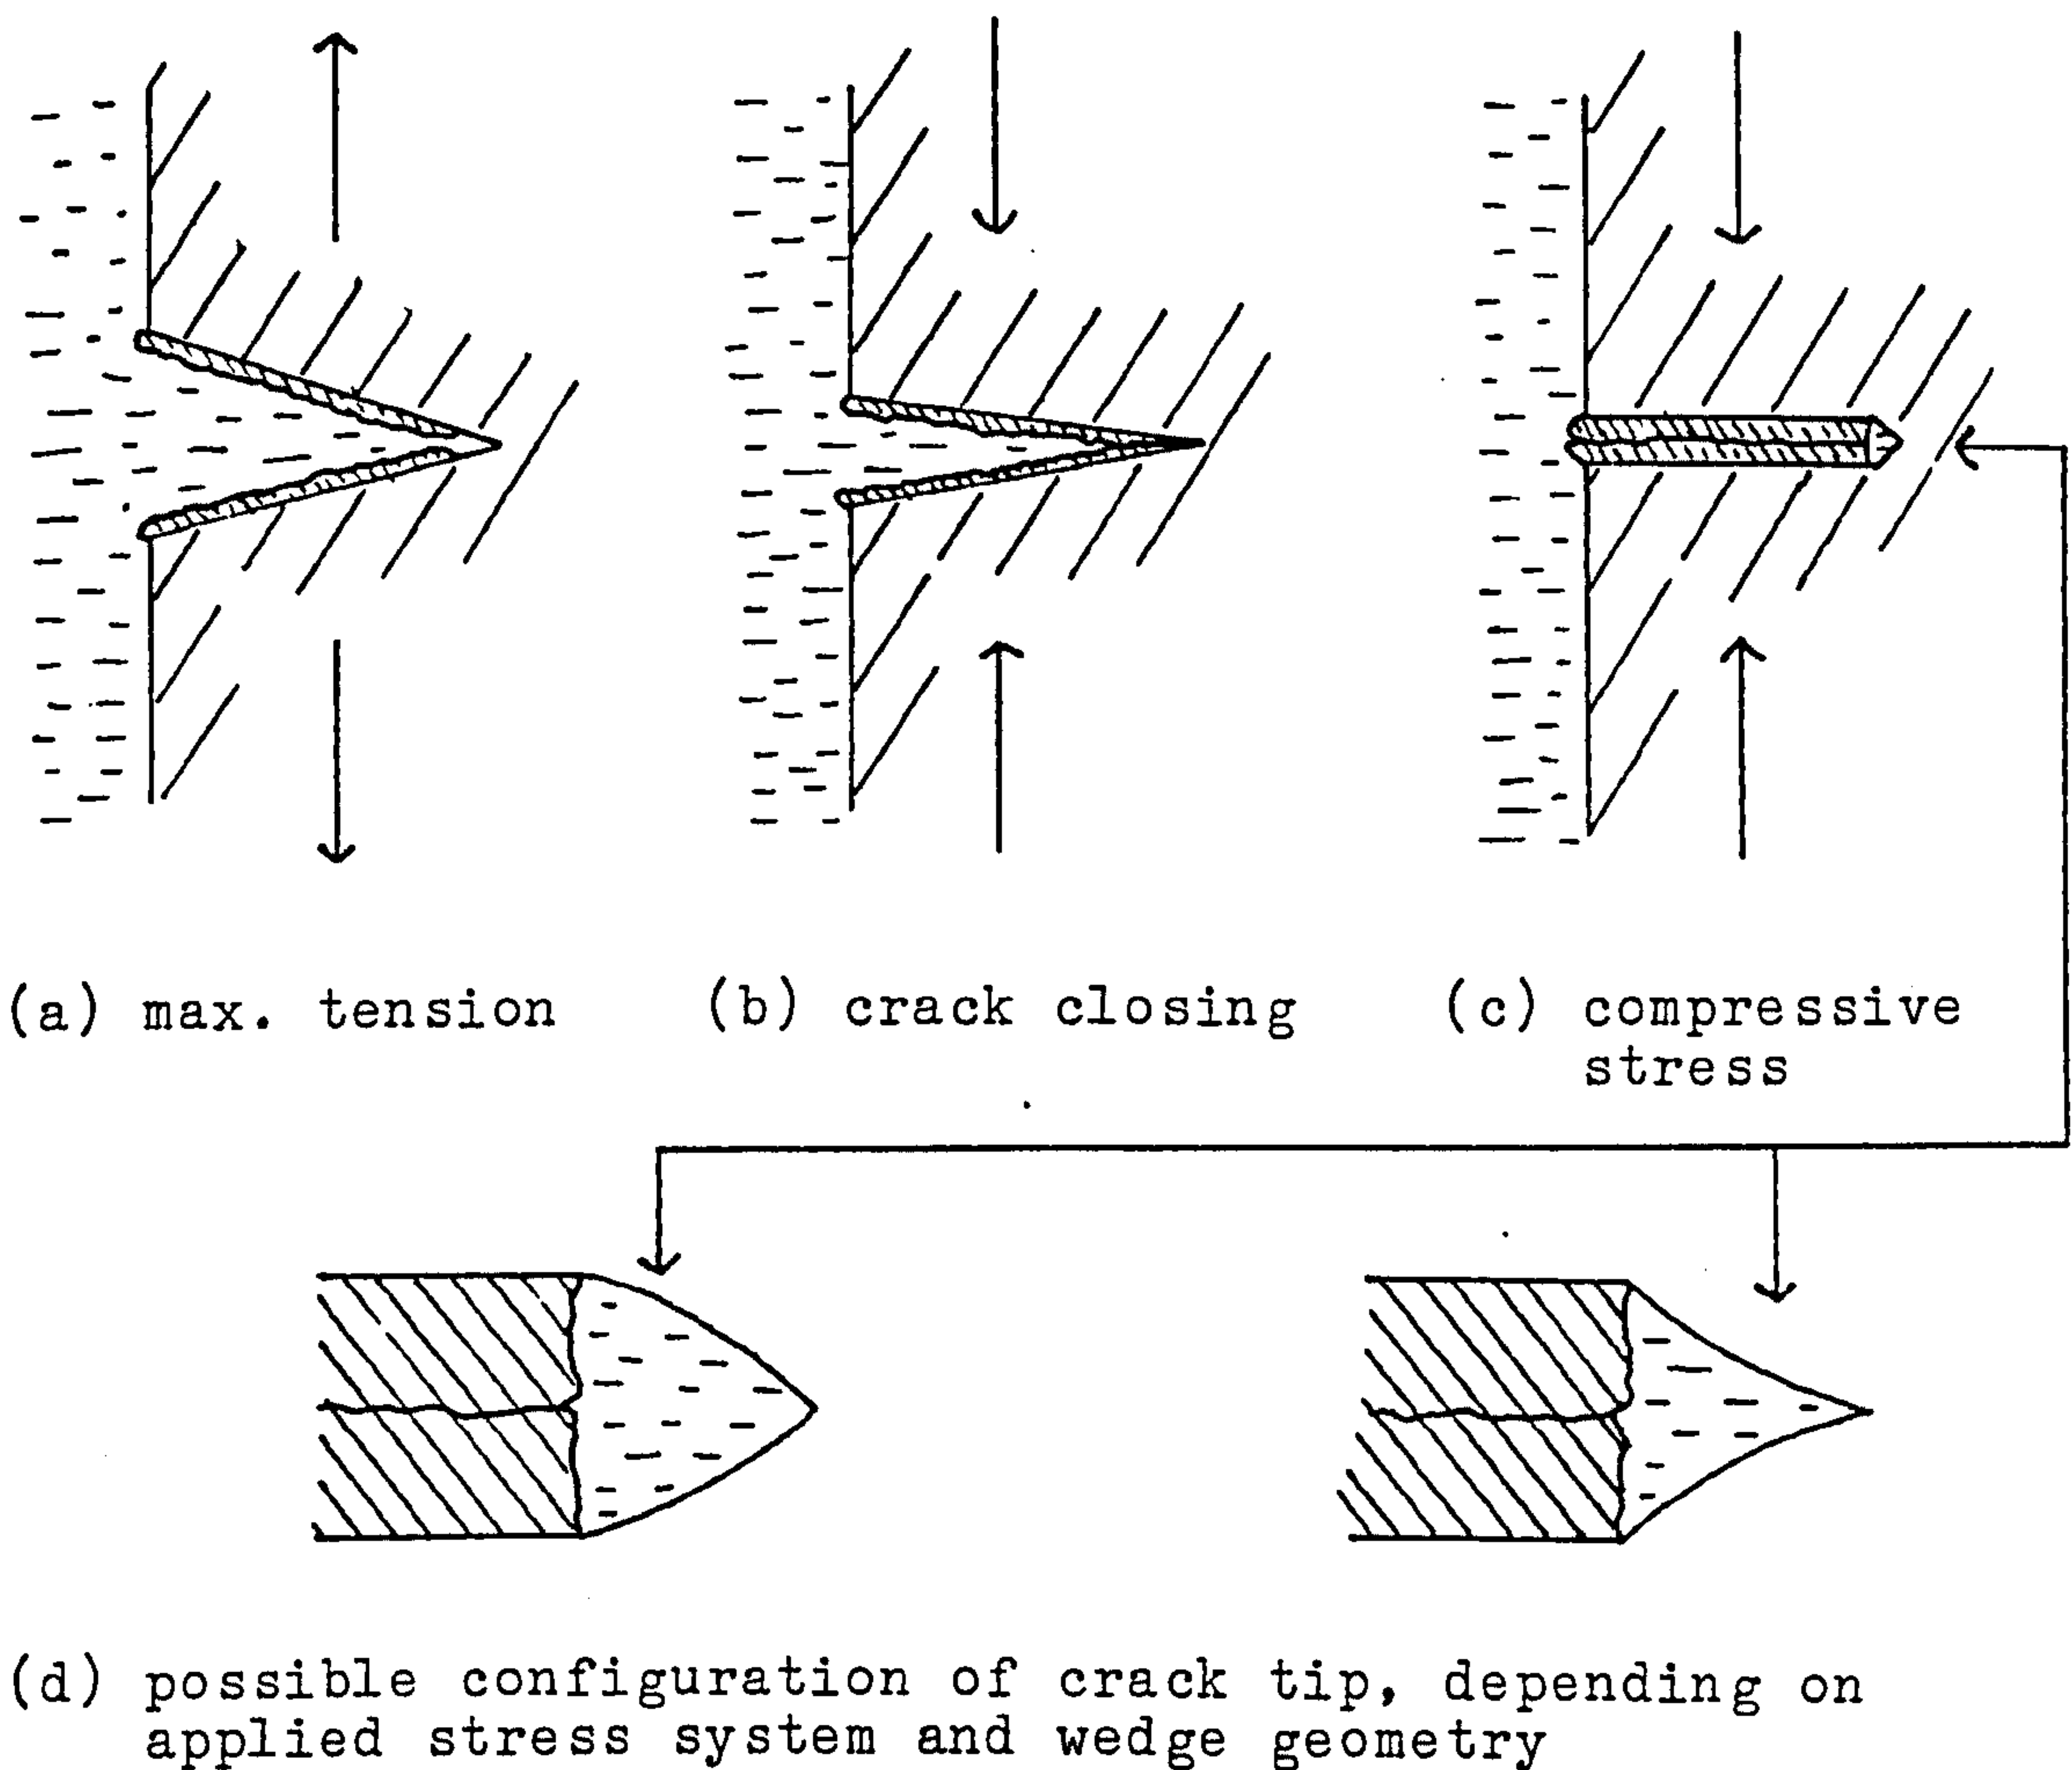 (a) max. tension
(b) crack closing
(c) compressive
stress
(d) possible configuration of crack tip, depending on
applied stress system and wedge geometry